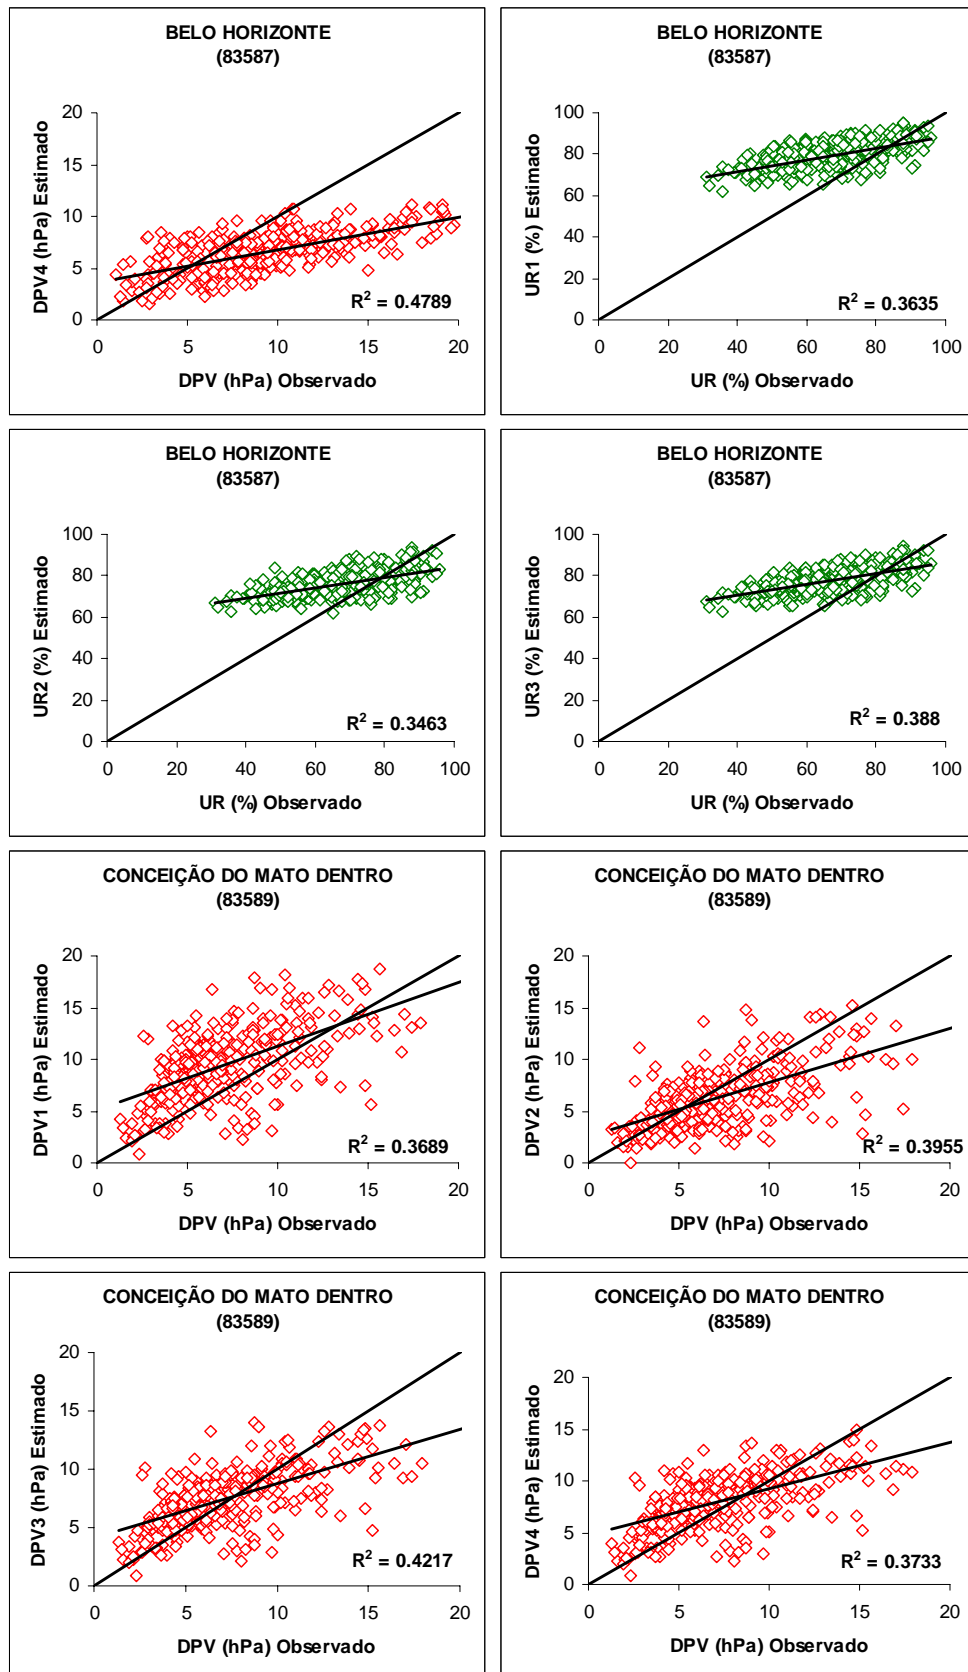 BELO HORIZONTE
(83587)
20
15
10
5
0
0 5 10 15 20
DPV4 (hPa) Estimado
R² = 0.4789
DPV (hPa) Observado
BELO HORIZONTE
(83587)
100
80
60
40
20
0
0 20 40 60 80 100
UR1 (%) Estimado
R² = 0.3635
UR (%) Observado
BELO HORIZONTE
(83587)
100
80
60
40
20
0
0 20 40 60 80 100
UR2 (%) Estimado
R² = 0.3463
UR (%) Observado
BELO HORIZONTE
(83587)
100
80
60
40
20
0
0 20 40 60 80 100
UR3 (%) Estimado
R² = 0.388
UR (%) Observado
CONCEIÇÃO DO MATO DENTRO
(83589)
20
15
10
5
0
0 5 10 15 20
DPV1 (hPa) Estimado
R² = 0.3689
DPV (hPa) Observado
CONCEIÇÃO DO MATO DENTRO
(83589)
20
15
10
5
0
0 5 10 15 20
DPV2 (hPa) Estimado
R² = 0.3955
DPV (hPa) Observado
CONCEIÇÃO DO MATO DENTRO
(83589)
20
15
10
5
0
0 5 10 15 20
DPV3 (hPa) Estimado
R² = 0.4217
DPV (hPa) Observado
CONCEIÇÃO DO MATO DENTRO
(83589)
20
15
10
5
0
0 5 10 15 20
DPV4 (hPa) Estimado
R² = 0.3733
DPV (hPa) Observado